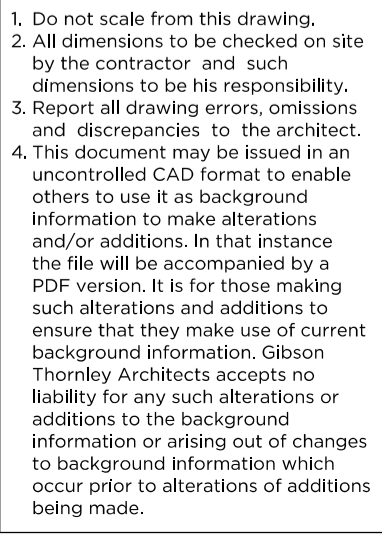 1. Do not scale from this drawing.
2. All dimensions to be checked on site
by the contractor and such
dimensions to be his responsibility.
3. Report all drawing errors, omissions
and discrepancies to the architect.
4. This document may be issued in an
uncontrolled CAD format to enable
others to use it as background
information to make alterations
and/or additions. In that instance
the file will be accompanied by a
PDF version. It is for those making
such alterations and additions to
ensure that they make use of current
background information. Gibson
Thornley Architects accepts no
liability for any such alterations or
additions to the background
information or arising out of changes
to background information which
occur prior to alterations of additions
being made.